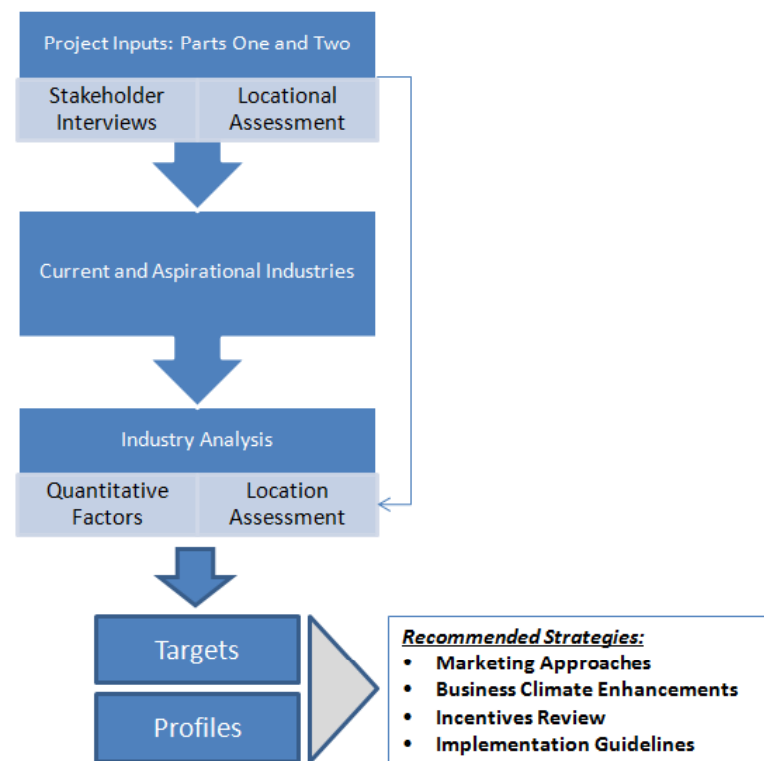 Project Inputs: Parts One and Two
Stakeholder
Interviews
Locational
Assessment
Current and Aspirational Industries
Industry Analysis
Quantitative
Factors
Location
Assessment
Targets
Profiles
Recommended Strategies:
• Marketing Approaches
• Business Climate Enhancements
• Incentives Review
• Implementation Guidelines